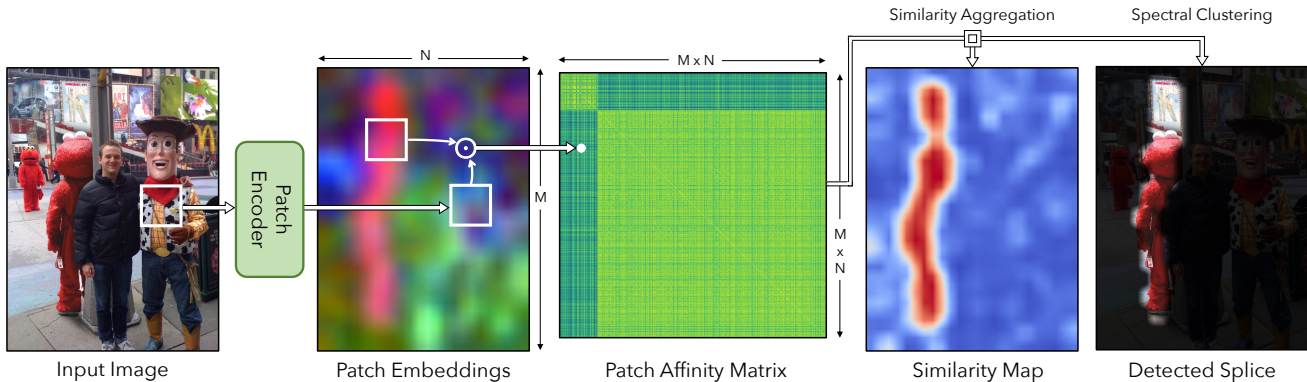 Similarity Aggregation
Spectral Clustering
N
M x N
Patch
Encoder
M
M
x
N
Input Image
Patch Embeddings
Patch Affinity Matrix
Similarity Map
Detected Splice